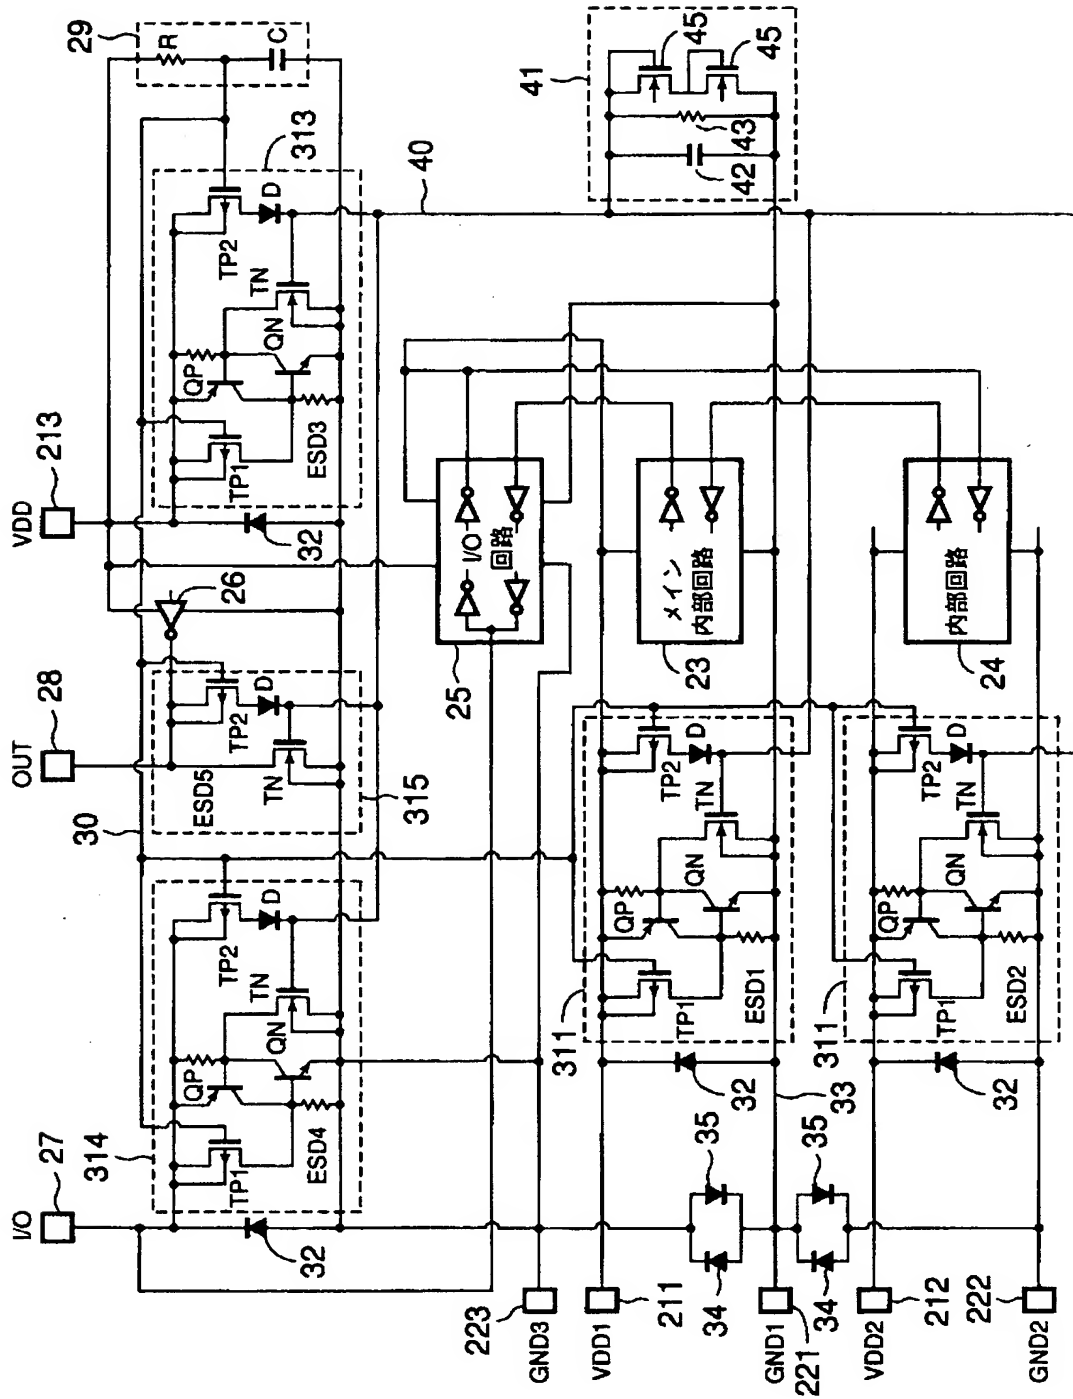 I/O
27
OUT
28
VDD
213
29
R
C
314
30
26
313
TP1
QP
QN
TN
TP2
D
ESD4
ESD5
TN
TP2
D
TP1
QP
QN
TN
TP2
D
ESD3
32
315
32
40
I/O
回路
25
223
GND3
VDD1
211
34
35
GND1
221
33
32
311
TP1
QP
QN
TN
TP2
D
ESD1
メイン
内部回路
23
41
42
43
45
45
34
35
VDD2
212
222
GND2
32
311
TP1
QP
QN
TN
TP2
D
ESD2
内部回路
24